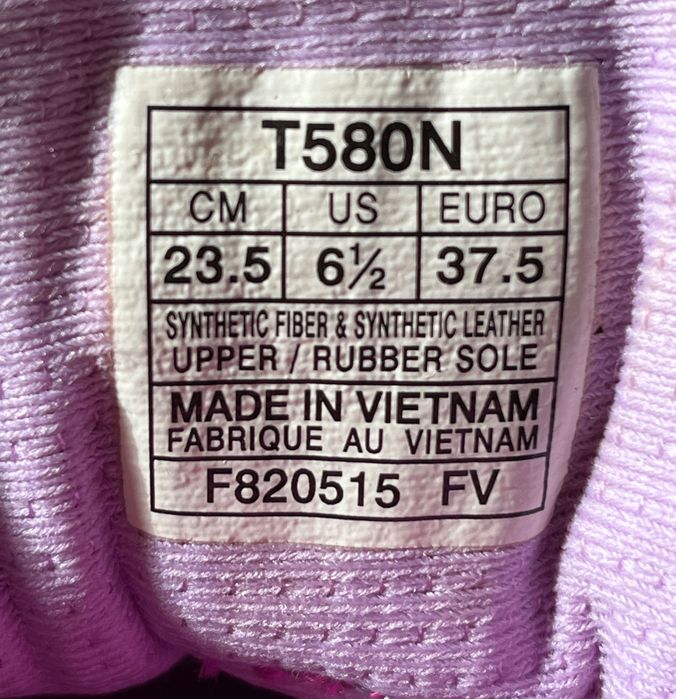 T580N
CM US EURO
23.5 6½ 37.5
SYNTHETIC FIBER & SYNTHETIC LEATHER
UPPER / RUBBER SOLE
MADE IN VIETNAM
FABRIQUE AU VIETNAM
F820515 FV